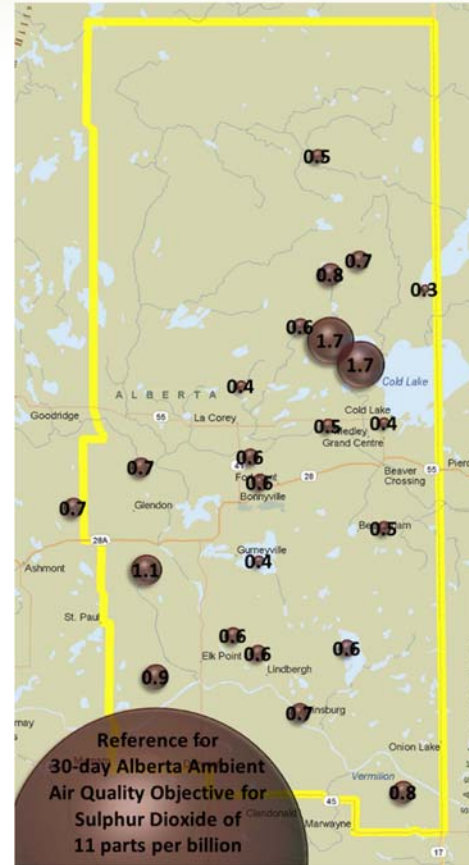 Hills
0.5
0.7
0.8
0.3
0.6
1.7
1.7
Cold Lake
0.4
ALBERTA
Goodridge
55
La Corey
Cold Lake
0.4
0.5
Medley
Grand Centre
0.6
41
0.7
28
Beaver
Crossing
55
0.6
Bonnyville
0.7
Glendon
0.5
28A
Gurneyville
0.4
Ashmont
1.1
St. Paul
0.6
Elk Point
0.6
0.6
Lindbergh
0.9
0.7
Onion Lake
Vermilion
0.8
45
Clandonald
Marwayne
17
Reference for
30-day Alberta Ambient
Air Quality Objective for
Sulphur Dioxide of
11 parts per billion